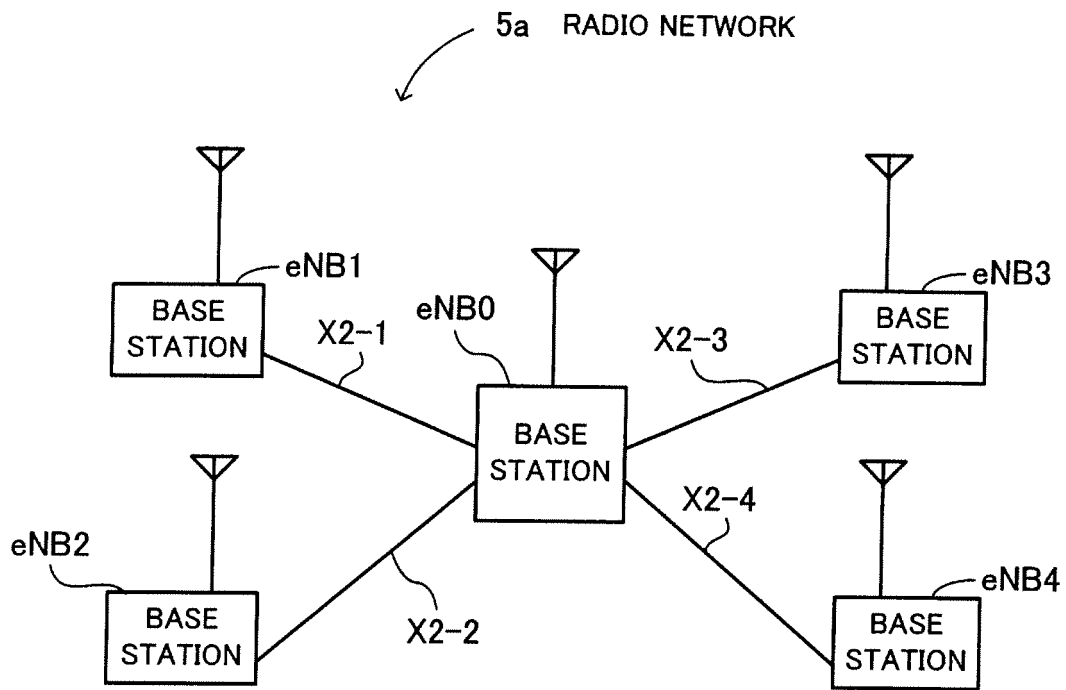 5a RADIO NETWORK
eNB1
BASE
STATION
X2-1
eNB0
BASE
STATION
X2-3
eNB3
BASE
STATION
eNB2
BASE
STATION
X2-2
X2-4
eNB4
BASE
STATION